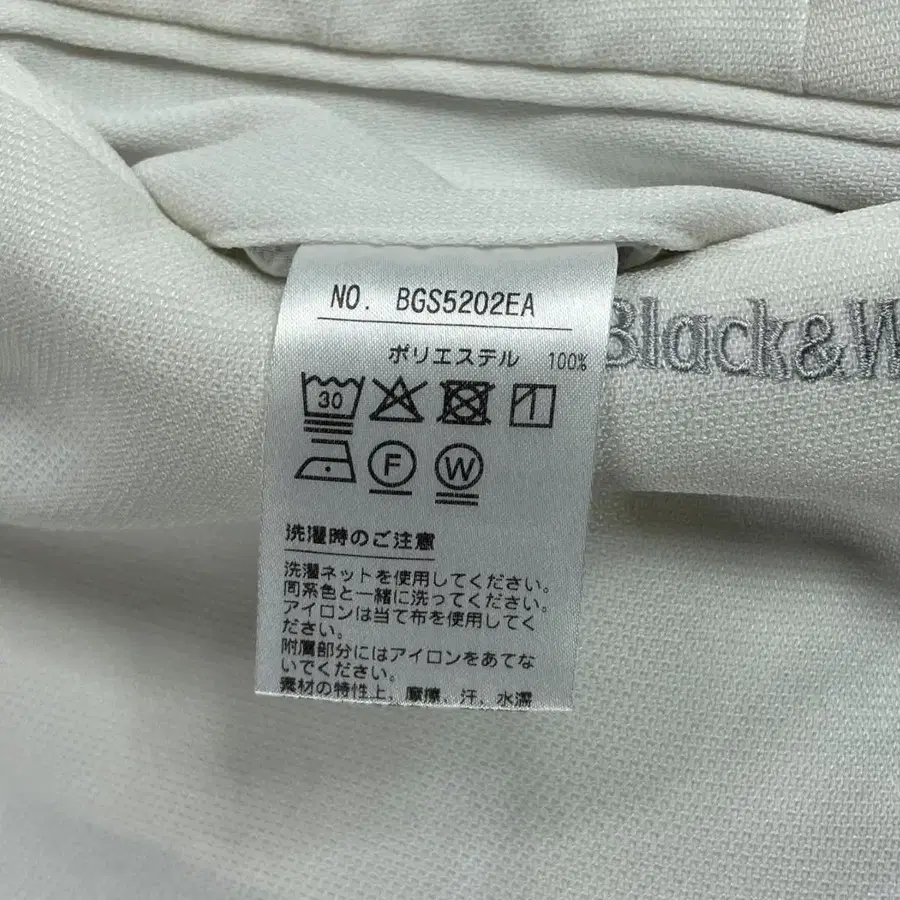 NO. BGS5202EA
ポリエステル 100%
30
F W
洗濯時のご注意
洗濯ネットを使用してください。
同系色と一緒に洗ってください。
アイロンは当て布を使用してく
ださい。
附属部分にはアイロンをあてな
いでください。
素材の特性上、摩擦、汗、水濡
Black&W